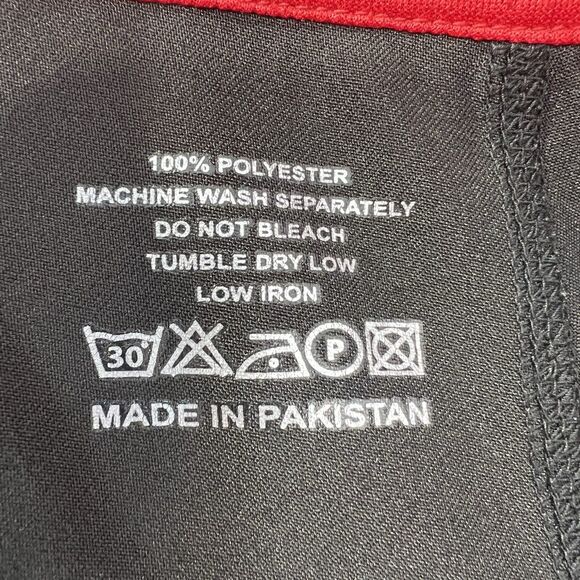 100% POLYESTER
MACHINE WASH SEPARATELY
DO NOT BLEACH
TUMBLE DRY LOW
LOW IRON
30° P
MADE IN PAKISTAN